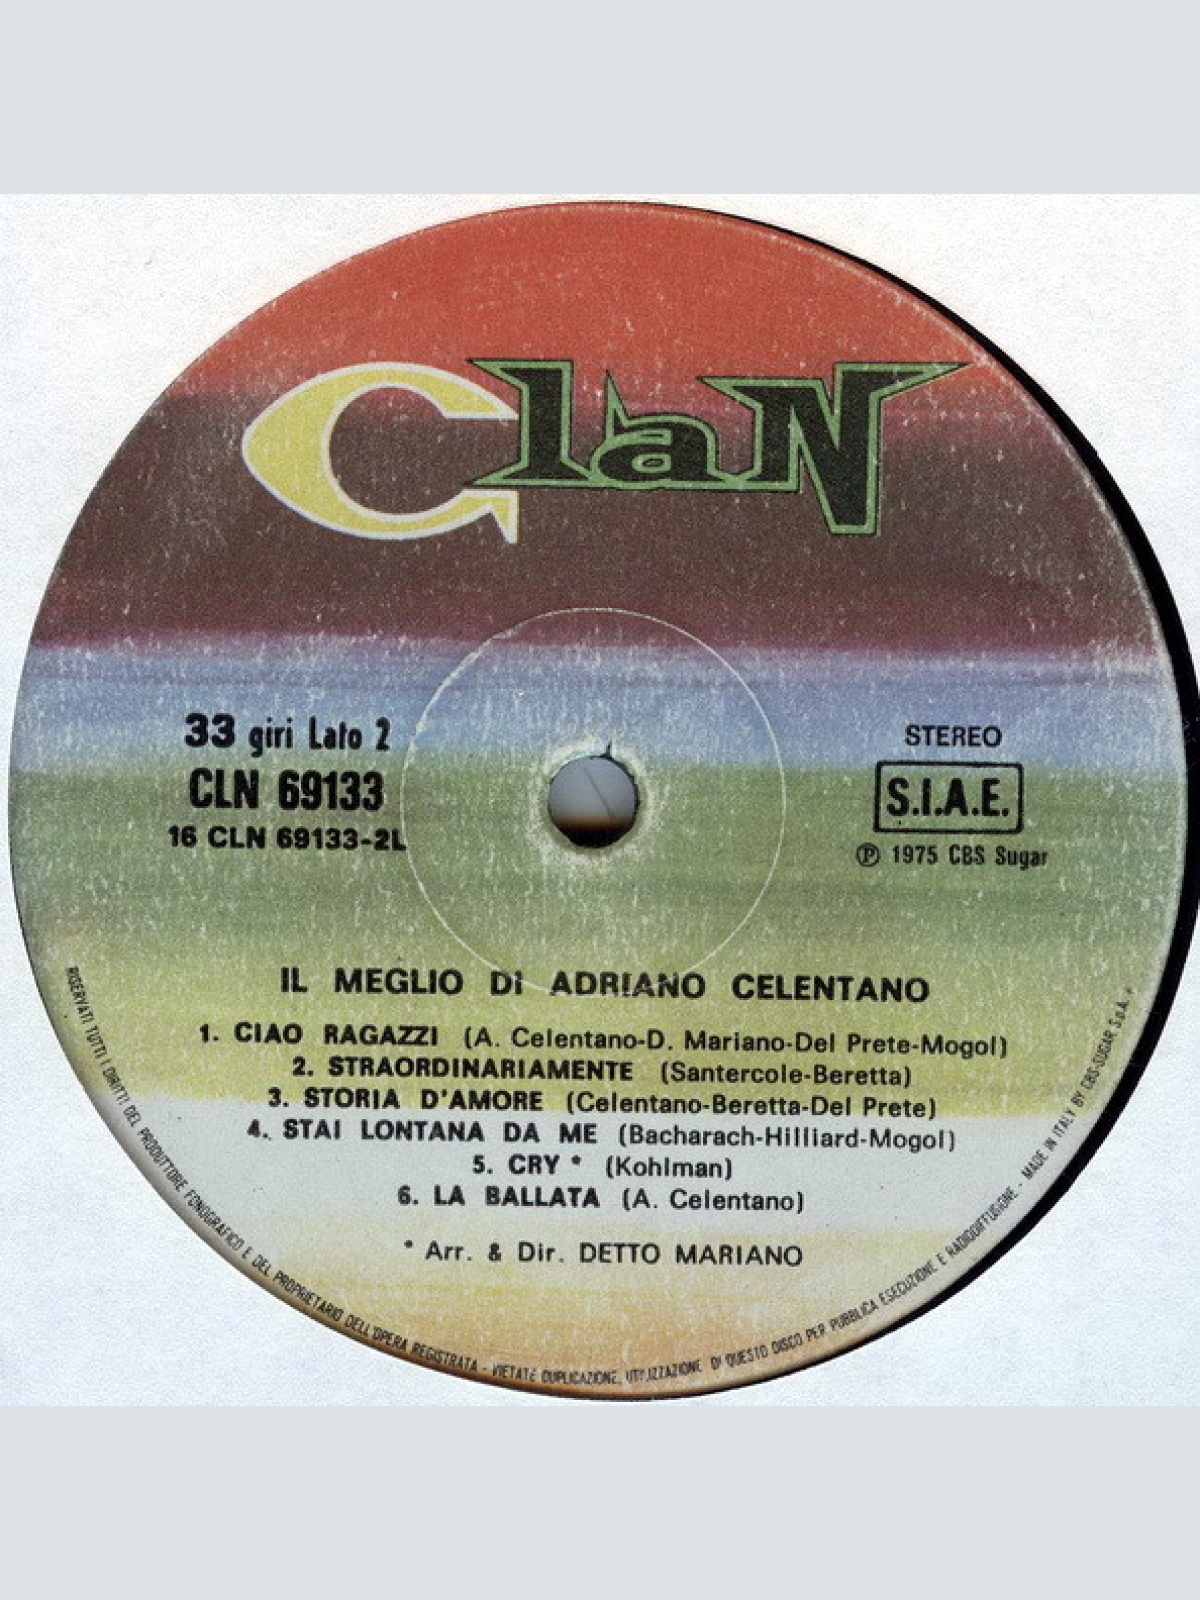 ClaN
33 giri Lato 2
CLN 69133
16 CLN 69133-2L
STEREO
S.I.A.E.
℗ 1975 CBS Sugar
IL MEGLIO Di ADRIANO CELENTANO
1. CIAO RAGAZZI (A. Celentano-D. Mariano-Del Prete-Mogol)
2. STRAORDINARIAMENTE (Santercole-Beretta)
3. STORIA D'AMORE (Celentano-Beretta-Del Prete)
4. STAI LONTANA DA ME (Bacharach-Hilliard-Mogol)
5. CRY * (Kohlman)
6. LA BALLATA (A. Celentano)
* Arr. & Dir. DETTO MARIANO
RISERVATI TUTTI I DIRITTI DEL PRODUTTORE FONOGRAFICO E DEL PROPRIETARIO DELL'OPERA REGISTRATA - VIETATE DUPLICAZIONE, UTILIZZAZIONE DI QUESTO DISCO PER PUBBLICA ESECUZIONE E RADIODIFFUSIONE - MADE IN ITALY BY CBS-SUGAR S.p.A. *